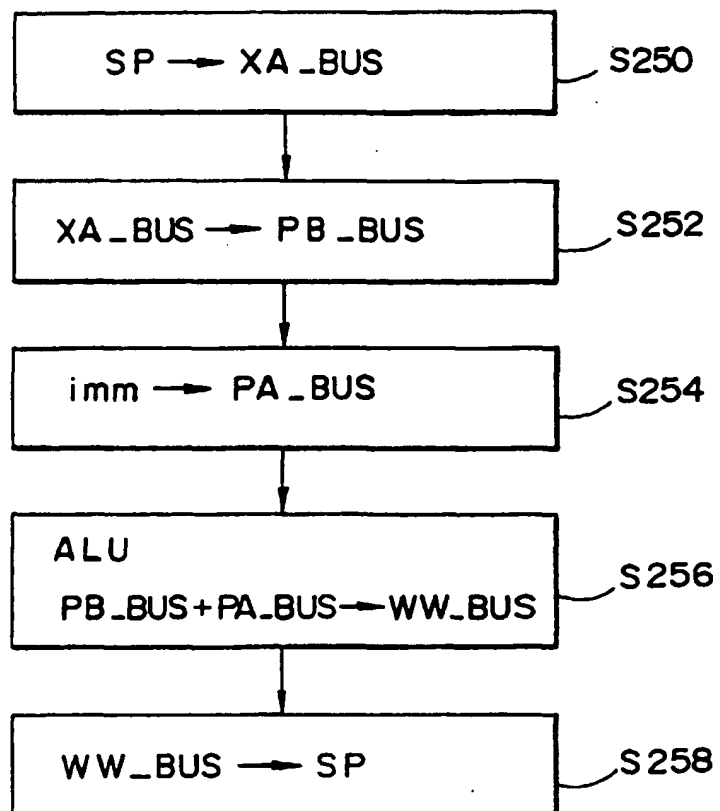 SP → XA_BUS
S250
XA_BUS → PB_BUS
S252
imm → PA_BUS
S254
ALU
PB_BUS+PA_BUS→WW_BUS
S256
WW_BUS → SP
S258